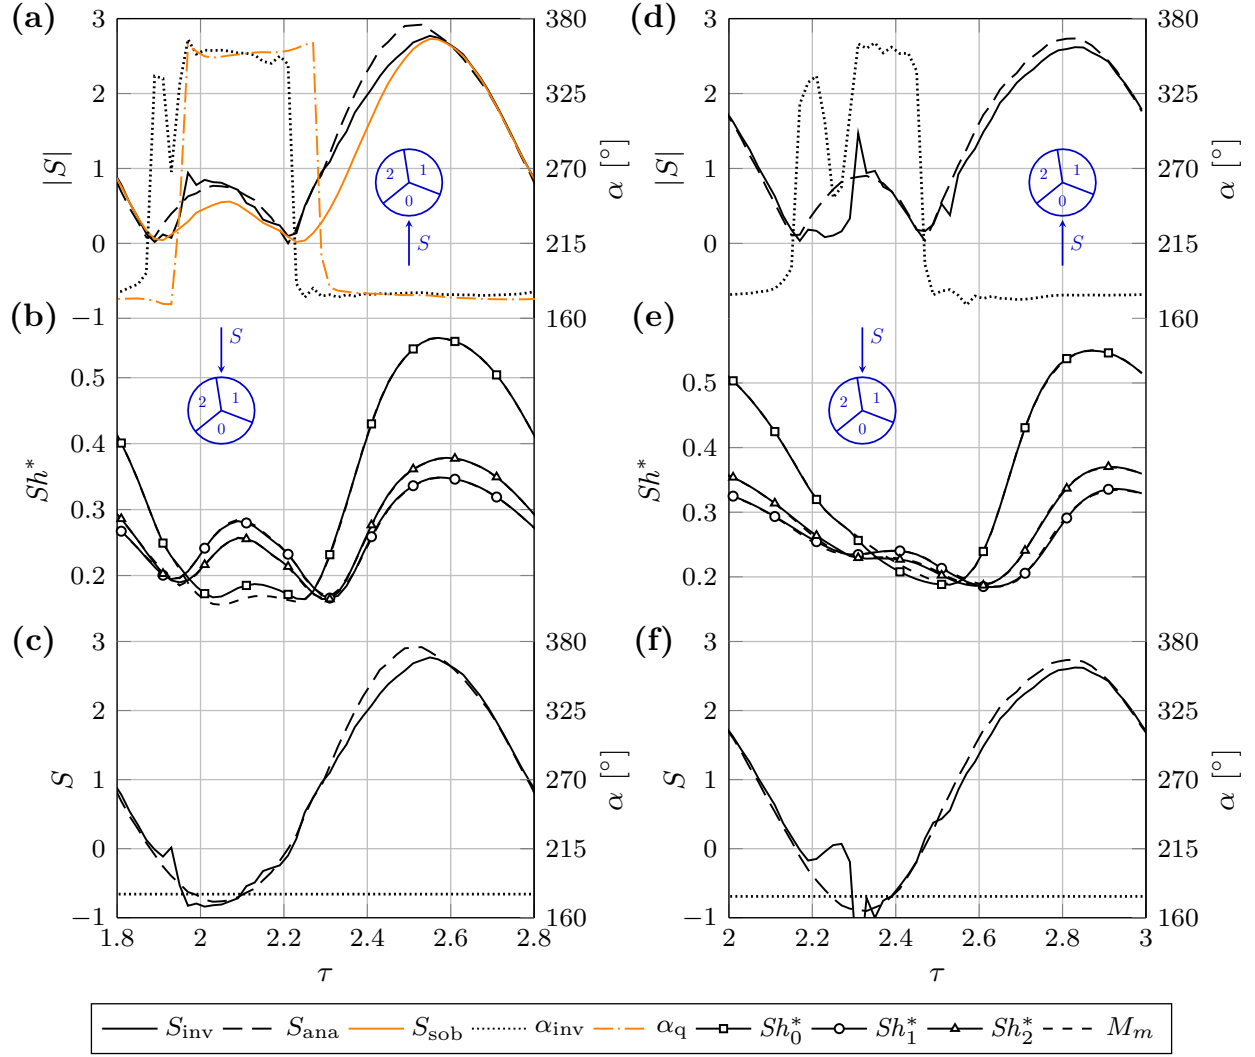 (a)
3
2
1
0
−1
|S|
2
1
0
S
380
325
270
215
160
α [°]
(d)
3
2
1
0
|S|
2
1
0
S
380
325
270
215
160
α [°]
(b)
0.5
0.4
0.3
0.2
Sh*
S
2
1
0
(e)
0.5
0.4
0.3
0.2
Sh*
S
2
1
0
(c)
3
2
1
0
−1
S
380
325
270
215
160
α [°]
1.8 2 2.2 2.4 2.6 2.8
τ
(f)
3
2
1
0
−1
S
380
325
270
215
160
α [°]
2 2.2 2.4 2.6 2.8 3
τ
S_inv S_ana S_sob α_inv α_q Sh*_0 Sh*_1 Sh*_2 M_m